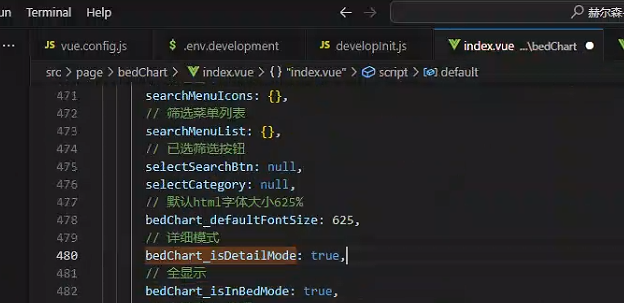 un Terminal Help ← → 赫尔森-
... vue.config.js $ .env.development JS developInit.js index.vue ...\bedChart ●
JS
src > page > bedChart > index.vue > {} "index.vue" > script > default
471 searchMenuIcons: {},
472 // 筛选菜单列表
473 searchMenuList: {},
474 // 已选筛选按钮
475 selectSearchBtn: null,
476 selectCategory: null,
477 // 默认html字体大小625%
478 bedChart_defaultFontSize: 625,
479 // 详细模式
480 bedChart_isDetailMode: true,
481 // 全显示
482 bedChart_isInBedMode: true,